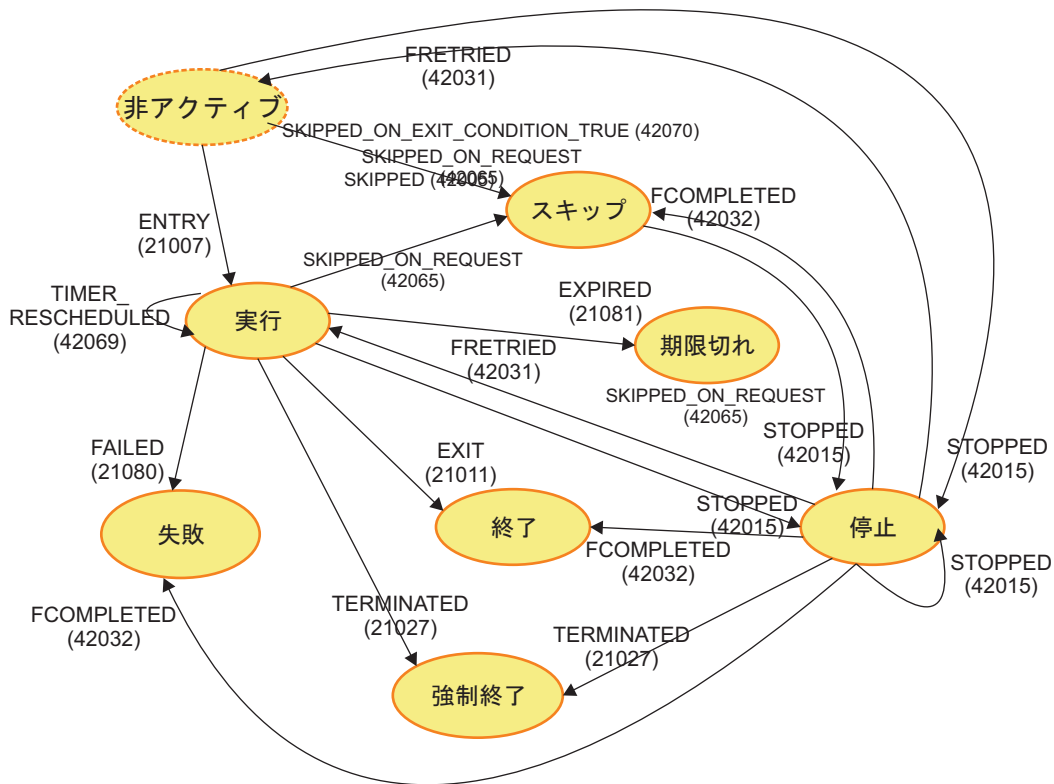 FRETRIED
(42031)
非アクティブ
SKIPPED_ON_EXIT_CONDITION_TRUE (42070)
SKIPPED_ON_REQUEST
(42065)
SKIPPED (42005)
スキップ
FCOMPLETED
(42032)
ENTRY
(21007)
SKIPPED_ON_REQUEST
(42065)
TIMER_
RESCHEDULED
(42069)
実行
EXPIRED
(21081)
期限切れ
FRETRIED
(42031)
SKIPPED_ON_REQUEST
(42065)
STOPPED
(42015)
STOPPED
(42015)
FAILED
(21080)
EXIT
(21011)
STOPPED
(42015)
失敗
終了
停止
FCOMPLETED
(42032)
STOPPED
(42015)
FCOMPLETED
(42032)
TERMINATED
(21027)
TERMINATED
(21027)
強制終了